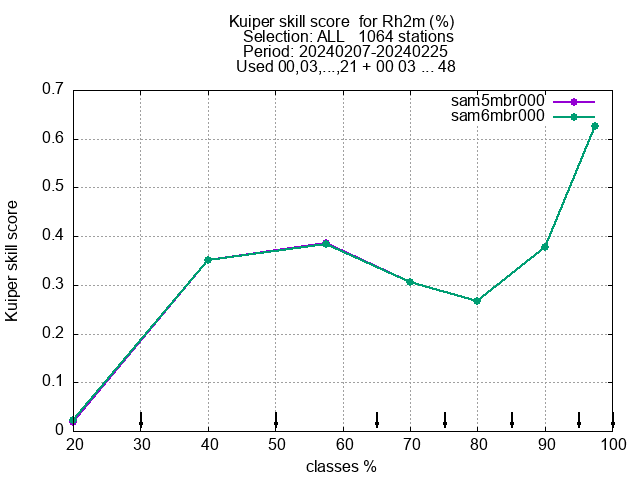 Kuiper skill score  for Rh2m (%)
Selection: ALL   1064 stations
Period: 20240207-20240225
Used 00,03,...,21 + 00 03 ... 48
sam5mbr000
sam6mbr000
0.7
0.6
0.5
0.4
0.3
0.2
0.1
0
Kuiper skill score
20 30 40 50 60 70 80 90 100
classes %